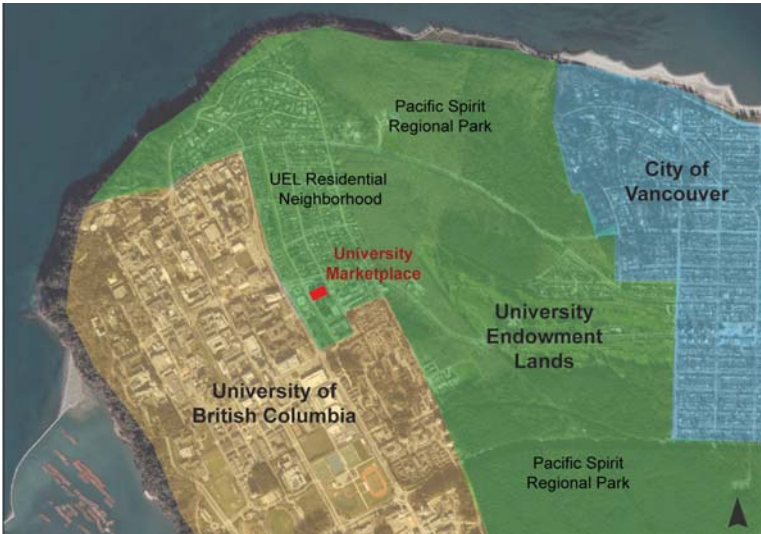 Pacific Spirit
Regional Park
City of
Vancouver
UEL Residential
Neighborhood
University
Marketplace
University
Endowment
Lands
University of
British Columbia
Pacific Spirit
Regional Park